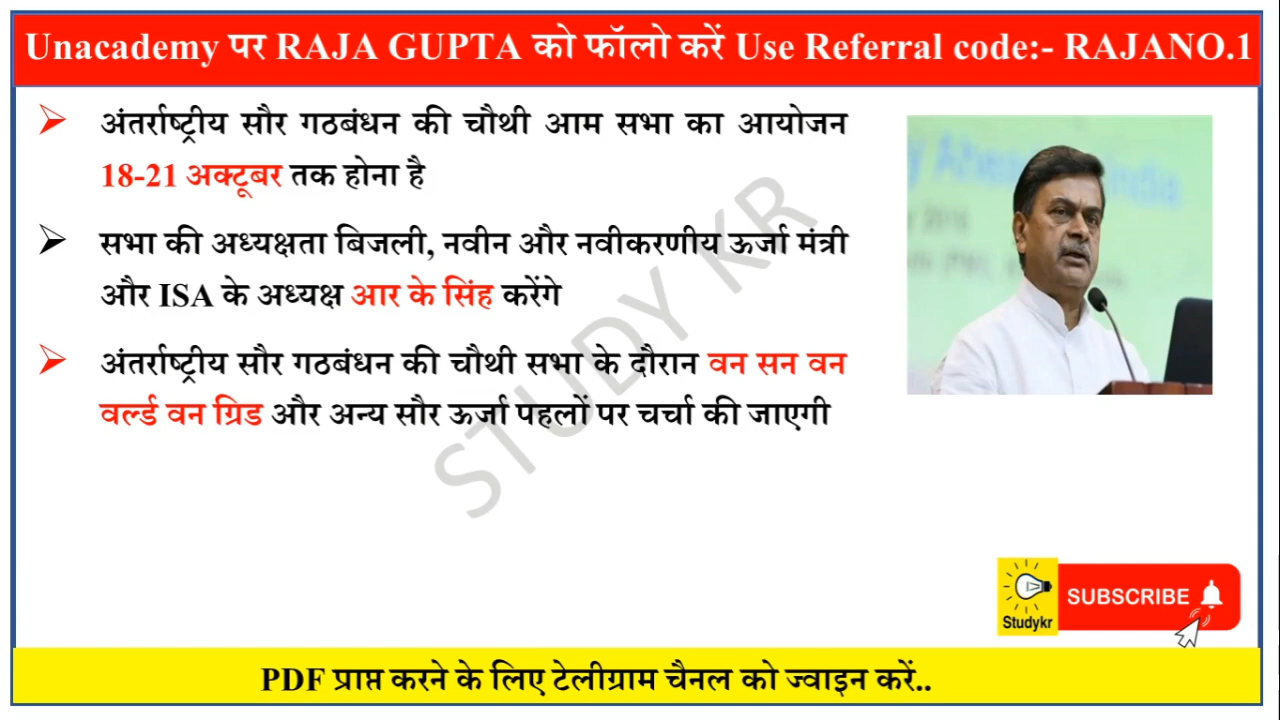 Unacademy पर RAJA GUPTA को फॉलो करें Use Referral code:- RAJANO.1
अंतर्राष्ट्रीय सौर गठबंधन की चौथी आम सभा का आयोजन
18-21 अक्टूबर तक होना है
सभा की अध्यक्षता बिजली, नवीन और नवीकरणीय ऊर्जा मंत्री
और ISA के अध्यक्ष आर के सिंह करेंगे
अंतर्राष्ट्रीय सौर गठबंधन की चौथी सभा के दौरान वन सन वन
वर्ल्ड वन ग्रिड और अन्य सौर ऊर्जा पहलों पर चर्चा की जाएगी
STUDY KR
SUBSCRIBE
Studykr
PDF प्राप्त करने के लिए टेलीग्राम चैनल को ज्वाइन करें..